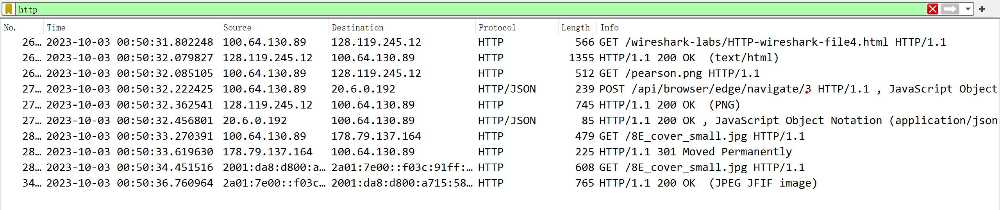 http
No. Time Source Destination Protocol Length Info
26… 2023-10-03 00:50:31.802248 100.64.130.89 128.119.245.12 HTTP 566 GET /wireshark-labs/HTTP-wireshark-file4.html HTTP/1.1
26… 2023-10-03 00:50:32.079827 128.119.245.12 100.64.130.89 HTTP 1355 HTTP/1.1 200 OK  (text/html)
26… 2023-10-03 00:50:32.085105 100.64.130.89 128.119.245.12 HTTP 512 GET /pearson.png HTTP/1.1
27… 2023-10-03 00:50:32.222425 100.64.130.89 20.6.0.192 HTTP/JSON 239 POST /api/browser/edge/navigate/3 HTTP/1.1 , JavaScript Object
27… 2023-10-03 00:50:32.362541 128.119.245.12 100.64.130.89 HTTP 745 HTTP/1.1 200 OK  (PNG)
27… 2023-10-03 00:50:32.456801 20.6.0.192 100.64.130.89 HTTP/JSON 85 HTTP/1.1 200 OK , JavaScript Object Notation (application/json
28… 2023-10-03 00:50:33.270391 100.64.130.89 178.79.137.164 HTTP 479 GET /8E_cover_small.jpg HTTP/1.1
28… 2023-10-03 00:50:33.619630 178.79.137.164 100.64.130.89 HTTP 225 HTTP/1.1 301 Moved Permanently
28… 2023-10-03 00:50:34.451516 2001:da8:d800:a… 2a01:7e00::f03c:91ff:… HTTP 608 GET /8E_cover_small.jpg HTTP/1.1
34… 2023-10-03 00:50:36.760964 2a01:7e00::f03c… 2001:da8:d800:a715:58… HTTP 765 HTTP/1.1 200 OK  (JPEG JFIF image)